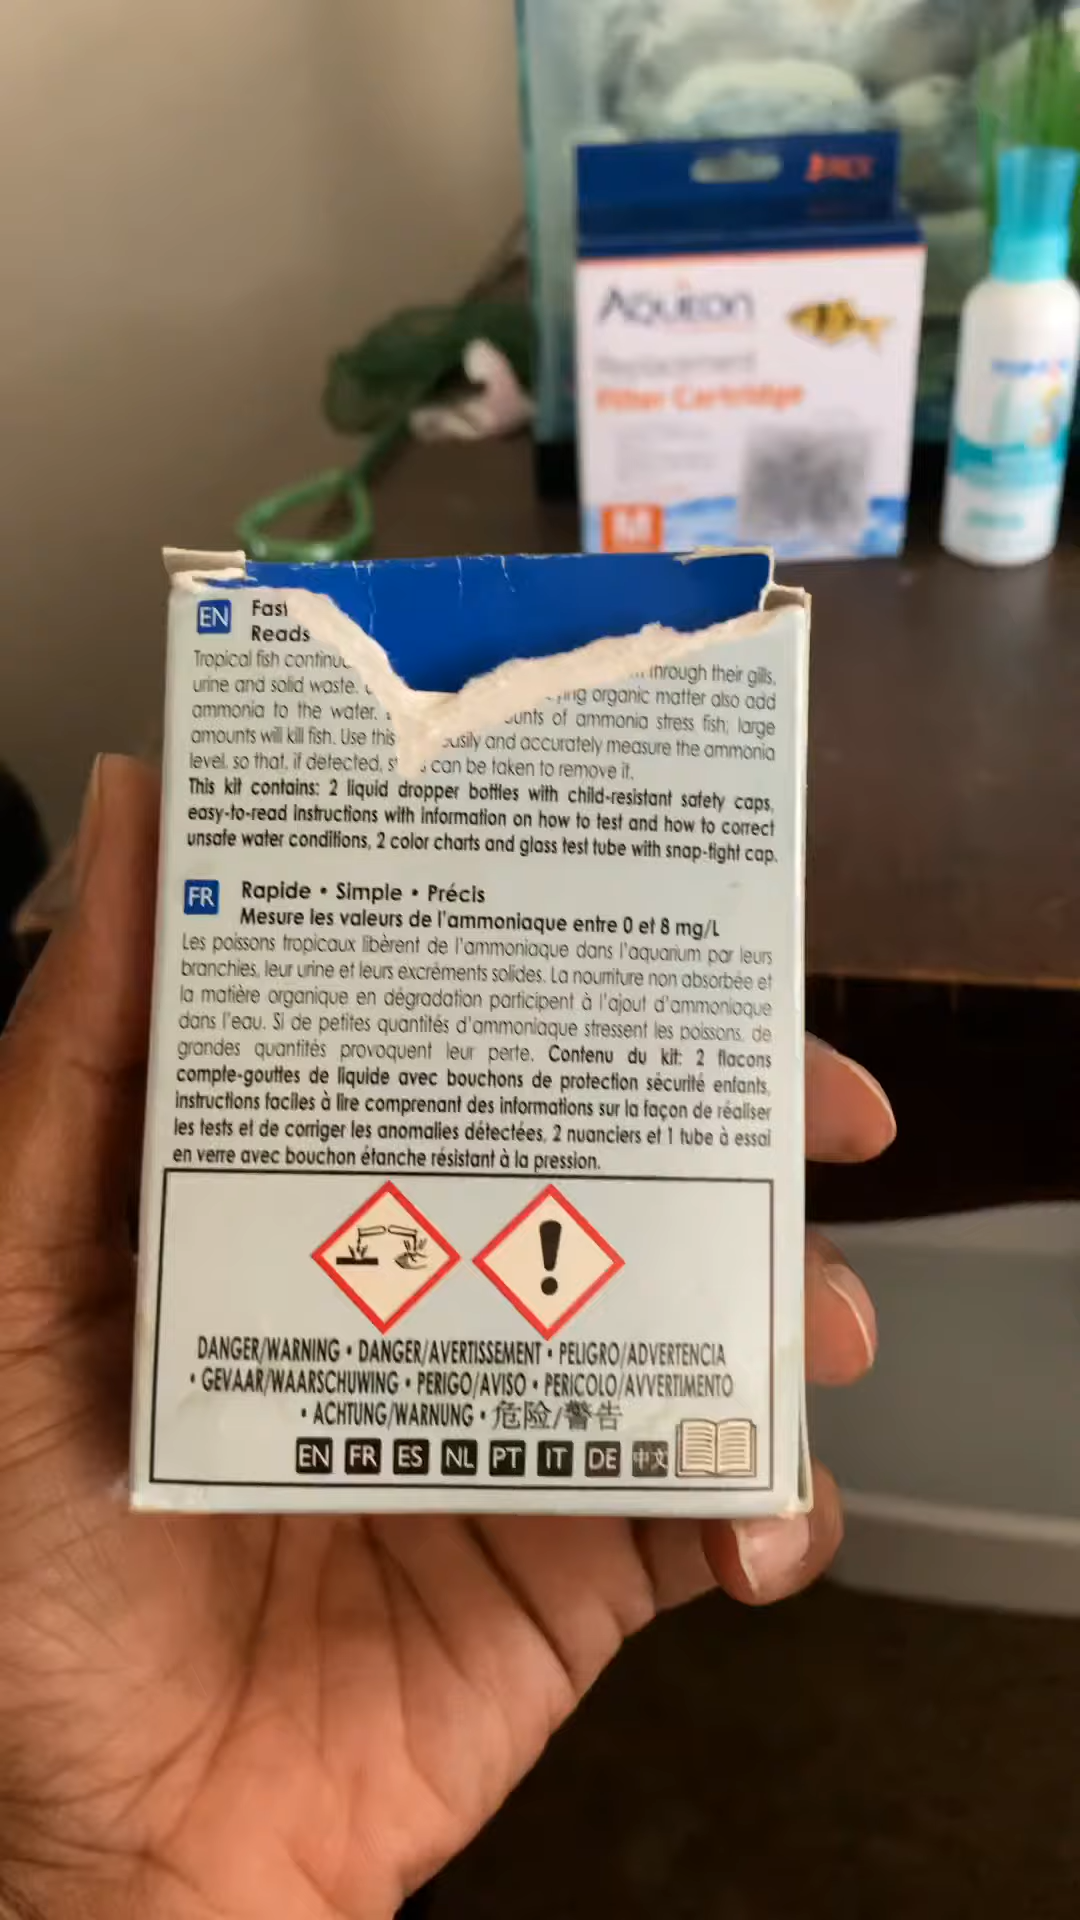 Aqueon
Replacement
Filter Cartridge
M
EN Fast
Reads
Tropical fish through their gills,
urine and solid waste. organic matter also add
ammonia to the water. of ammonia stress fish; large
amounts will kill fish. Use this and accurately measure the ammonia
level, so that, if detected, can be taken to remove it.
This kit contains: 2 liquid dropper bottles with child-resistant safety caps,
easy-to-read instructions with information on how to test and how to correct
unsafe water conditions, 2 color charts and glass test tube with snap-tight cap.
FR Rapide • Simple • Précis
Mesure les valeurs de l'ammoniaque entre 0 et 8 mg/L
Les poissons tropicaux libèrent de l'ammoniaque dans l'aquarium par leurs
branchies, leur urine et leurs excréments solides. La nourriture non absorbée et
la matière organique en dégradation participent à l'ajout d'ammoniaque
dans l'eau. Si de petites quantités d'ammoniaque stressent les poissons, de
grandes quantités provoquent leur perte. Contenu du kit: 2 flacons
compte-gouttes de liquide avec bouchons de protection sécurité enfants,
instructions faciles à lire comprenant des informations sur la façon de réaliser
les tests et de corriger les anomalies détectées, 2 nuanciers et 1 tube à essai
en verre avec bouchon étanche résistant à la pression.
DANGER/WARNING • DANGER/AVERTISSEMENT • PELIGRO/ADVERTENCIA
• GEVAAR/WAARSCHUWING • PERIGO/AVISO • PERICOLO/AVVERTIMENTO
• ACHTUNG/WARNUNG • 危险/警告
EN FR ES NL PT IT DE 中文